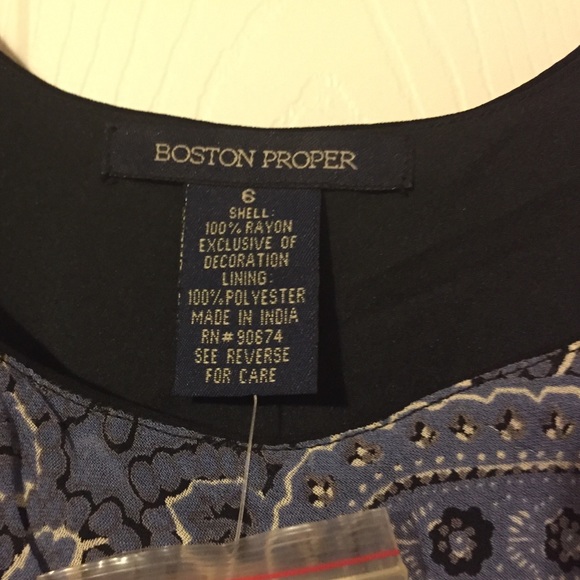 BOSTON PROPER
6
SHELL:
100% RAYON
EXCLUSIVE OF
DECORATION
LINING:
100% POLYESTER
MADE IN INDIA
RN# 90674
SEE REVERSE
FOR CARE